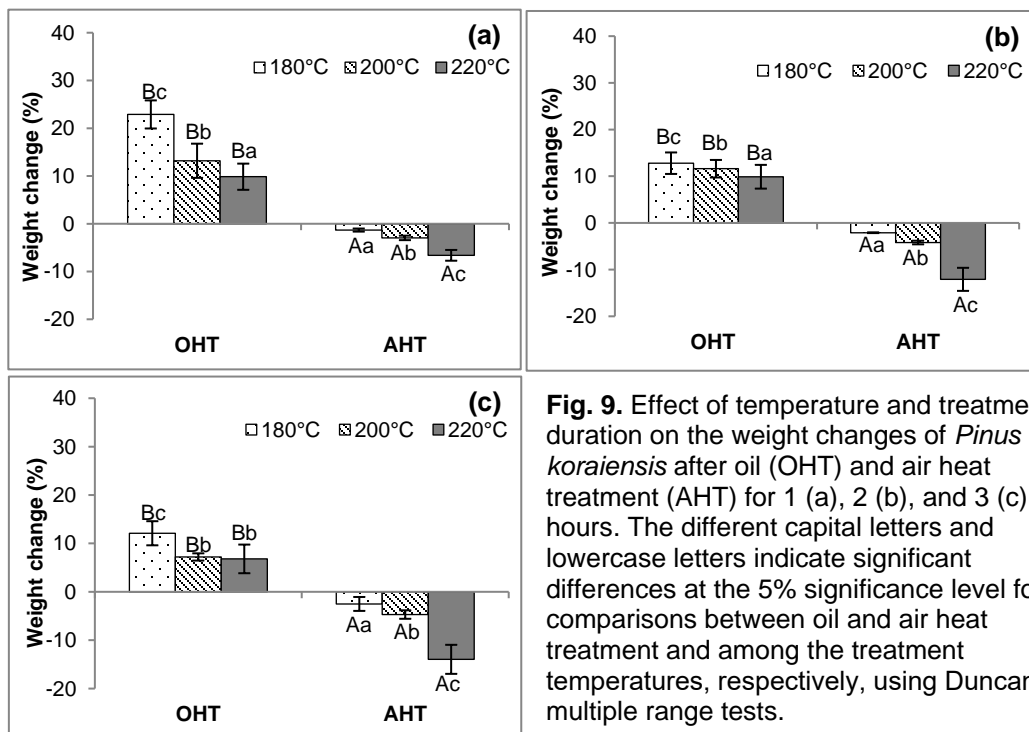 (a)
180°C 200°C 220°C
Weight change (%)
40
30
20
10
0
-10
-20
Bc
Bb
Ba
Aa
Ab
Ac
OHT AHT
(b)
180°C 200°C 220°C
Weight change (%)
40
30
20
10
0
-10
-20
Bc
Bb
Ba
Aa
Ab
Ac
OHT AHT
(c)
180°C 200°C 220°C
Weight change (%)
40
30
20
10
0
-10
-20
Bc
Bb
Bb
Aa
Ab
Ac
OHT AHT
Fig. 9. Effect of temperature and treatme
duration on the weight changes of Pinus
koraiensis after oil (OHT) and air heat
treatment (AHT) for 1 (a), 2 (b), and 3 (c)
hours. The different capital letters and
lowercase letters indicate significant
differences at the 5% significance level fo
comparisons between oil and air heat
treatment and among the treatment
temperatures, respectively, using Duncan
multiple range tests.